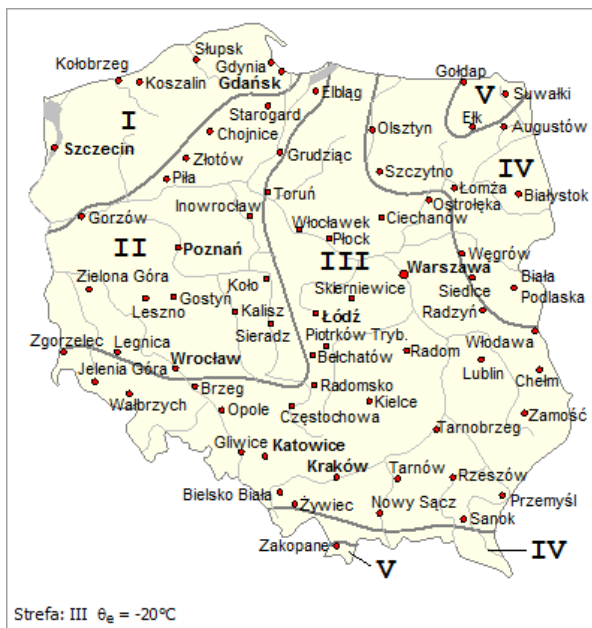 Słupsk
Kołobrzeg
Gdynia
Gołdap
Koszalin
Gdańsk
Elbląg
V
Suwałki
I
Starogard
Ełk
Chojnice
Olsztyn
Augustów
Szczecin
Złotów
Grudziąc
Szczytno
IV
Piła
Toruń
Łomża
Białystok
Ostrołęka
Gorzów
Inowrocław
Ciechanów
Włocławek
Płock
II
Poznań
III
Węgrów
Warszawa
Zielona Góra
Koło
Skierniewice
Siedlce
Biała
Podlaska
Gostyń
Leszno
Kalisz
Łódź
Radzyń
Sieradz
Piotrków Tryb.
Włodawa
Zgorzelec
Legnica
Bełchatów
Radom
Wrocław
Lublin
Jelenia Góra
Chełm
Brzeg
Radomsko
Wałbrzych
Kielce
Opole
Częstochowa
Zamość
Tarnobrzeg
Gliwice
Katowice
Kraków
Tarnów
Rzeszów
Bielsko Biała
Przemyśl
Żywiec
Nowy Sącz
Sanok
Zakopane
IV
V
Strefa: III θe = -20°C